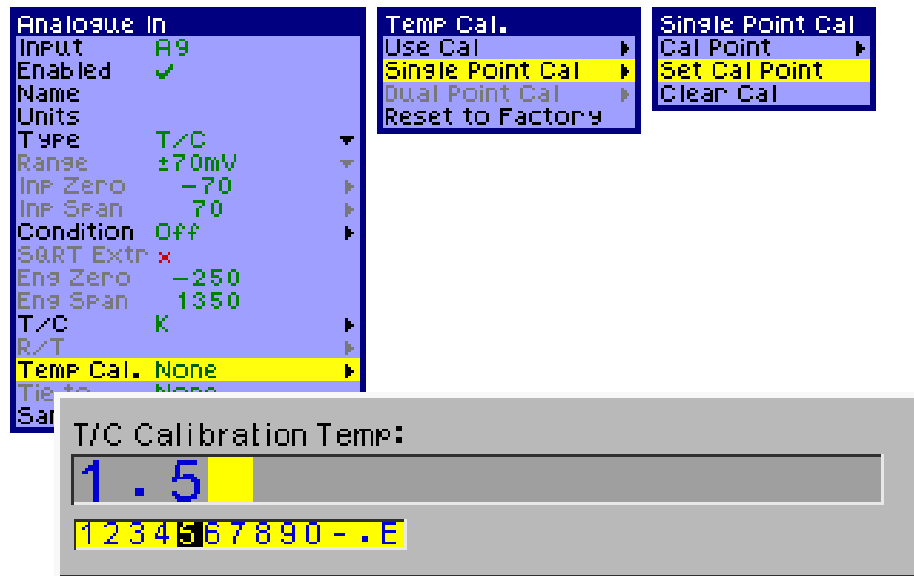 Analogue In
Input A9
Enabled ✓
Name
Units
Type T/C
Range ±70mV
Inp Zero -70
Inp Span 70
Condition Off
SQRT Extr x
Eng Zero -250
Eng Span 1350
T/C K
R/T
Temp Cal. None
Tie to None
Temp Cal.
Use Cal
Single Point Cal
Dual Point Cal
Reset to Factory
Single Point Cal
Cal Point
Set Cal Point
Clear Cal
T/C Calibration Temp:
1.5
1234567890-.E